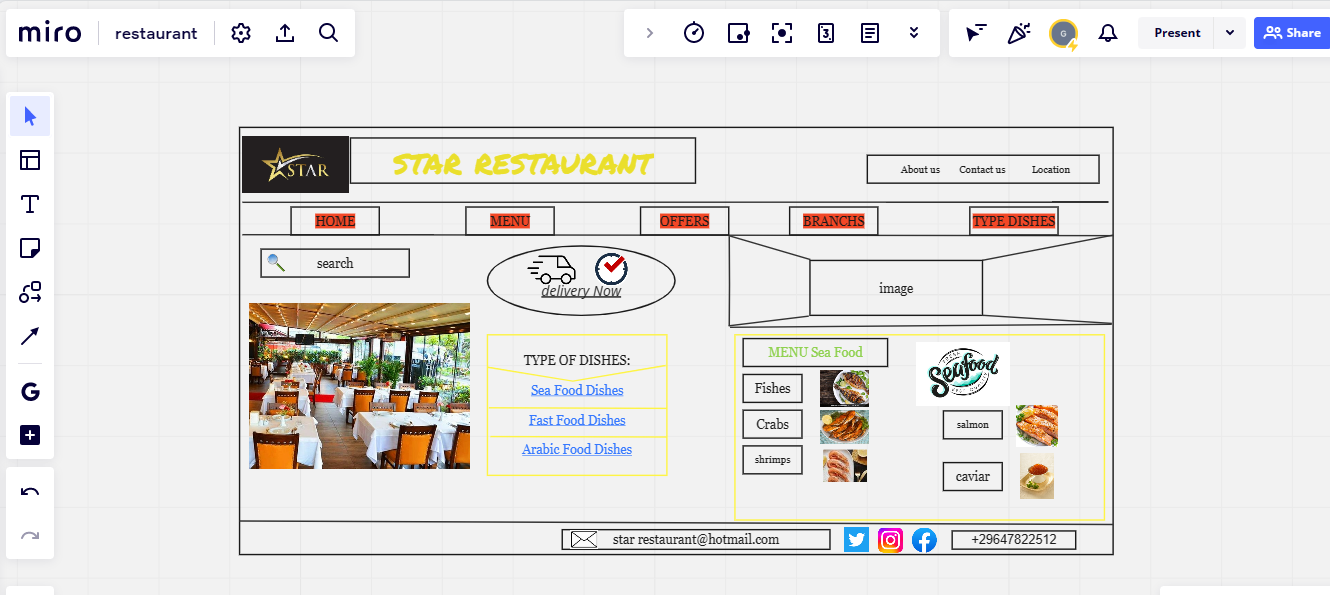 miro
restaurant
3
G
Present
Share
STAR
STAR RESTAURANT
About us
Contact us
Location
HOME
MENU
OFFERS
BRANCHS
TYPE DISHES
search
delivery Now
image
TYPE OF DISHES:
Sea Food Dishes
Fast Food Dishes
Arabic Food Dishes
MENU Sea Food
Seafood
Fishes
Crabs
salmon
shrimps
caviar
star restaurant@hotmail.com
+29647822512